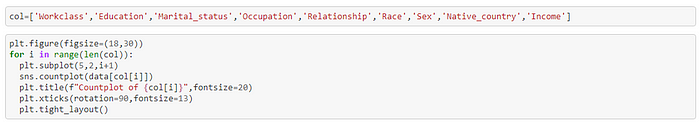 col=['Workclass','Education','Marital_status','Occupation','Relationship','Race','Sex','Native_country','Income']
plt.figure(figsize=(18,30))
for i in range(len(col)):
  plt.subplot(5,2,i+1)
  sns.countplot(data[col[i]])
  plt.title(f"Countplot of {col[i]}",fontsize=20)
  plt.xticks(rotation=90,fontsize=13)
  plt.tight_layout()